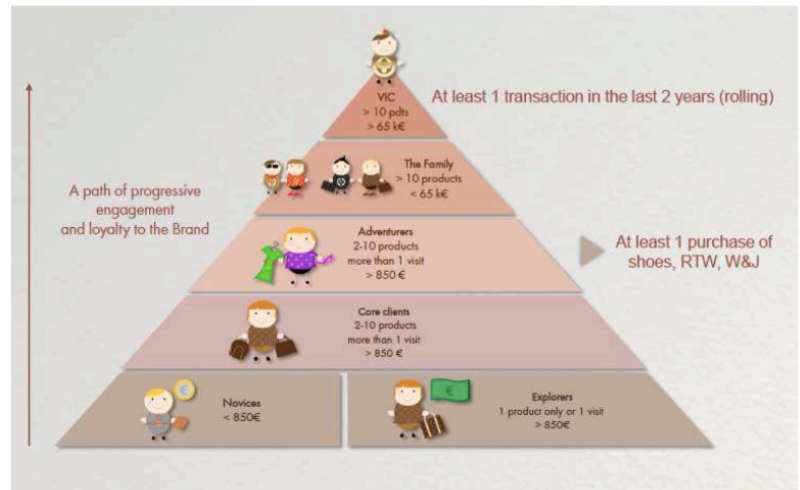 VIC
> 10 pdts
> 65 k€
At least 1 transaction in the last 2 years (rolling)
The Family
> 10 products
< 65 k€
A path of progressive
engagement
and loyalty to the Brand
Adventurers
2-10 products
more than 1 visit
> 850 €
At least 1 purchase of
shoes, RTW, W&J
Core clients
2-10 products
more than 1 visit
> 850 €
€
Novices
< 850€
€
Explorers
1 product only or 1 visit
> 850€